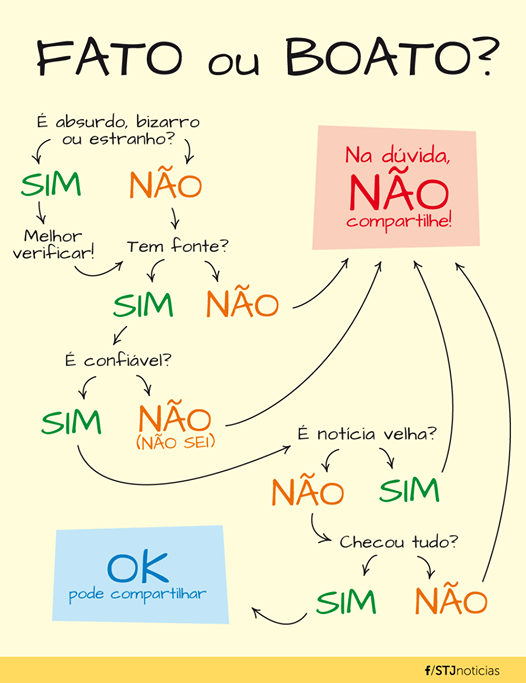 FATO ou BOATO?
É absurdo, bizarro
ou estranho?
SIM
NÃO
Melhor
verificar!
Tem fonte?
SIM
NÃO
É confiável?
SIM
NÃO
(NÃO SEI)
Na dúvida,
NÃO
compartilhe!
É notícia velha?
NÃO
SIM
Checou tudo?
SIM
NÃO
OK
pode compartilhar
f/STJnoticias